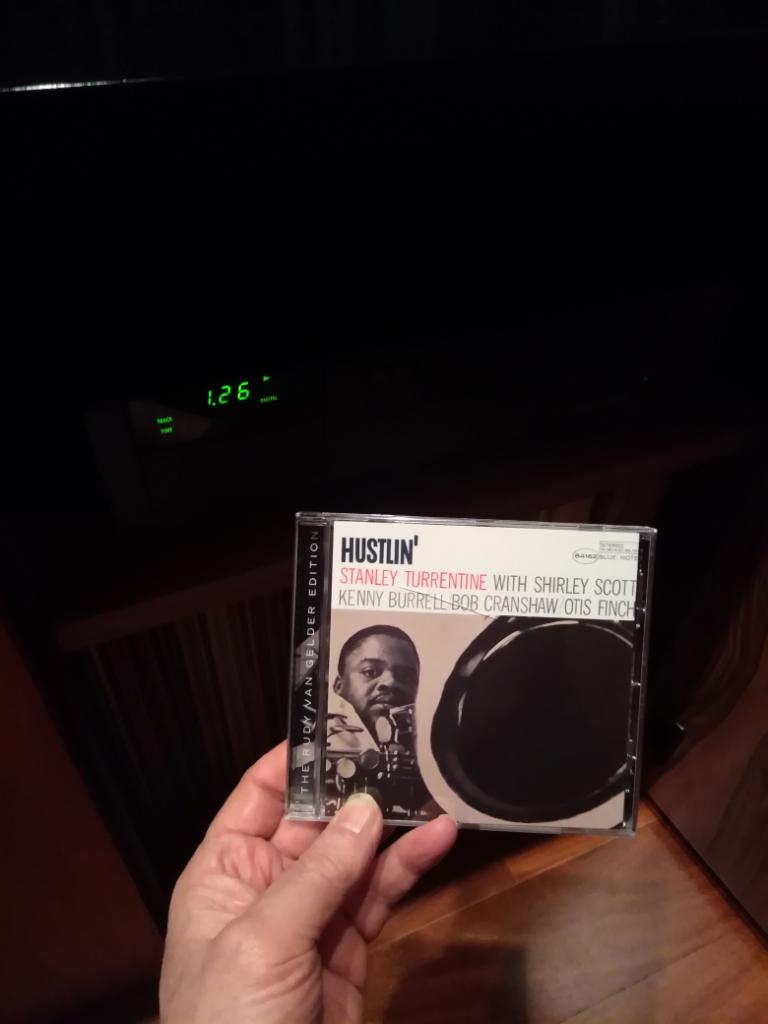 1.26
DIGITAL
TRACK
TIME
THE RUDY VAN GELDER EDITION
HUSTLIN'
84162 BLUE NOTE
STANLEY TURRENTINE WITH SHIRLEY SCOTT
KENNY BURRELL BOB CRANSHAW/OTIS FINCH